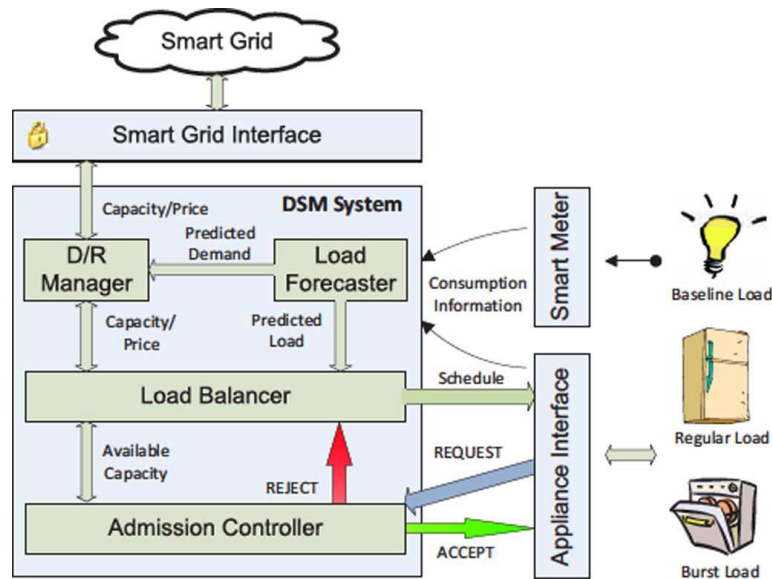 Smart Grid
Smart Grid Interface
Capacity/Price
DSM System
D/R
Manager
Predicted
Demand
Load
Forecaster
Smart Meter
Baseline Load
Consumption
Information
Capacity/
Price
Predicted
Load
Load Balancer
Schedule
Appliance Interface
Regular Load
Available
Capacity
REJECT
REQUEST
Admission Controller
ACCEPT
Burst Load